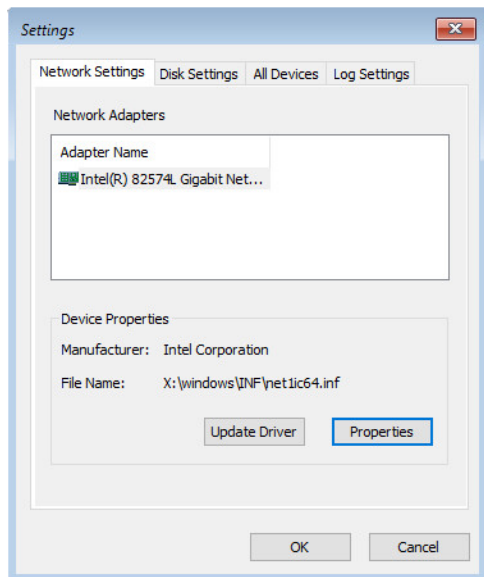 Settings
Network Settings Disk Settings All Devices Log Settings
Network Adapters
Adapter Name
Intel(R) 82574L Gigabit Net...
Device Properties
Manufacturer: Intel Corporation
File Name: X:\windows\INF\net1ic64.inf
Update Driver Properties
OK Cancel